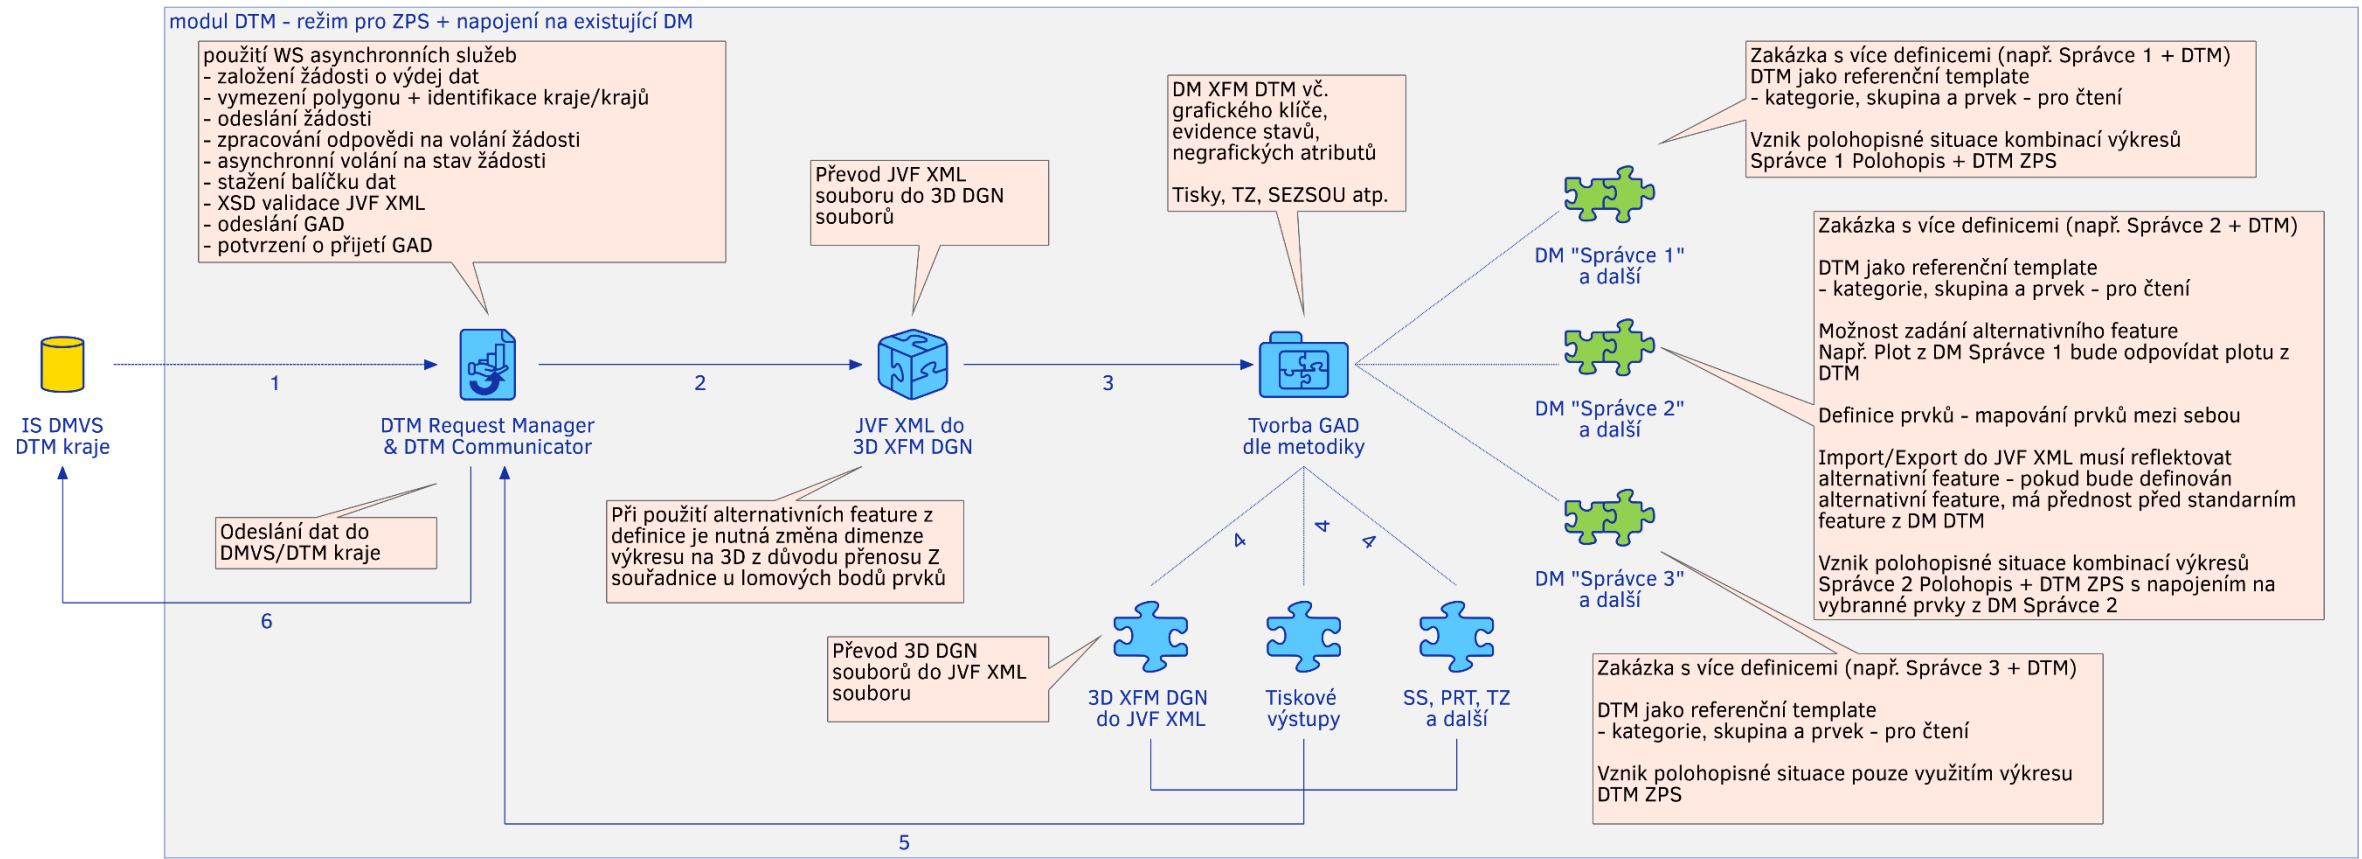 modul DTM - režim pro ZPS + napojení na existující DM
použití WS asynchronních služeb
- založení žádosti o výdej dat
- vymezení polygonu + identifikace kraje/krajů
- odeslání žádosti
- zpracování odpovědi na volání žádosti
- asynchronní volání na stav žádosti
- stažení balíčku dat
- XSD validace JVF XML
- odeslání GAD
- potvrzení o přijetí GAD
Převod JVF XML
souboru do 3D DGN
souborů
DM XFM DTM vč.
grafického klíče,
evidence stavů,
negrafických atributů
Tisky, TZ, SEZSOU atp.
Zakázka s více definicemi (např. Správce 1 + DTM)
DTM jako referenční template
- kategorie, skupina a prvek - pro čtení
Vznik polohopisné situace kombinací výkresů
Správce 1 Polohopis + DTM ZPS
DM "Správce 1"
a další
Zakázka s více definicemi (např. Správce 2 + DTM)
DTM jako referenční template
- kategorie, skupina a prvek - pro čtení
Možnost zadání alternativního feature
Např. Plot z DM Správce 1 bude odpovídat plotu z
DTM
Definice prvků - mapování prvků mezi sebou
Import/Export do JVF XML musí reflektovat
alternativní feature - pokud bude definován
alternativní feature, má přednost před standarním
feature z DM DTM
Vznik polohopisné situace kombinací výkresů
Správce 2 Polohopis + DTM ZPS s napojením na
vybranné prvky z DM Správce 2
1
2
3
IS DMVS
DTM kraje
DTM Request Manager
& DTM Communicator
JVF XML do
3D XFM DGN
Tvorba GAD
dle metodiky
DM "Správce 2"
a další
Odeslání dat do
DMVS/DTM kraje
Při použití alternativních feature z
definice je nutná změna dimenze
výkresu na 3D z důvodu přenosu Z
souřadnice u lomových bodů prvků
4
4
4
DM "Správce 3"
a další
6
Převod 3D DGN
souborů do JVF XML
souboru
3D XFM DGN
do JVF XML
Tiskové
výstupy
SS, PRT, TZ
a další
Zakázka s více definicemi (např. Správce 3 + DTM)
DTM jako referenční template
- kategorie, skupina a prvek - pro čtení
Vznik polohopisné situace pouze využitím výkresu
DTM ZPS
5